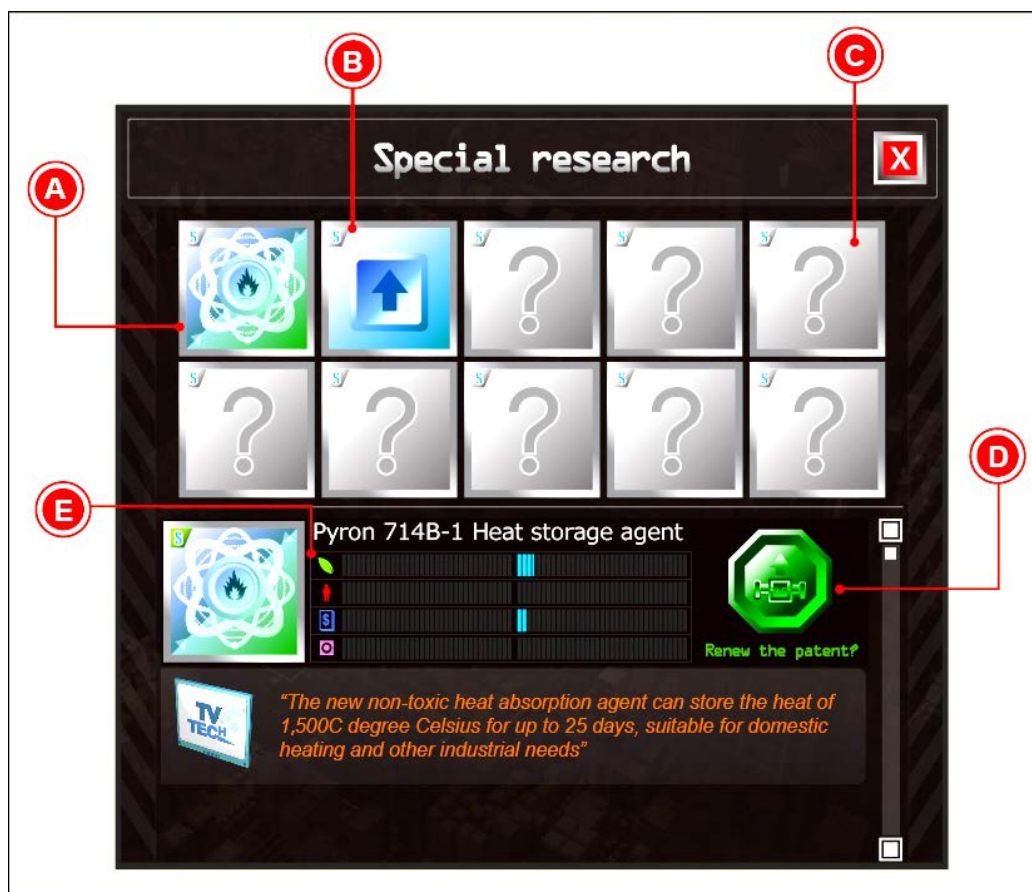 B
C
Special research
X
A
S
S
S
S
S
?
?
?
S
S
S
S
S
?
?
?
?
?
D
E
S
Pyron 714B-1 Heat storage agent
$
Renew the patent?
TV
TECH
“The new non-toxic heat absorption agent can store the heat of
1,500C degree Celsius for up to 25 days, suitable for domestic
heating and other industrial needs”